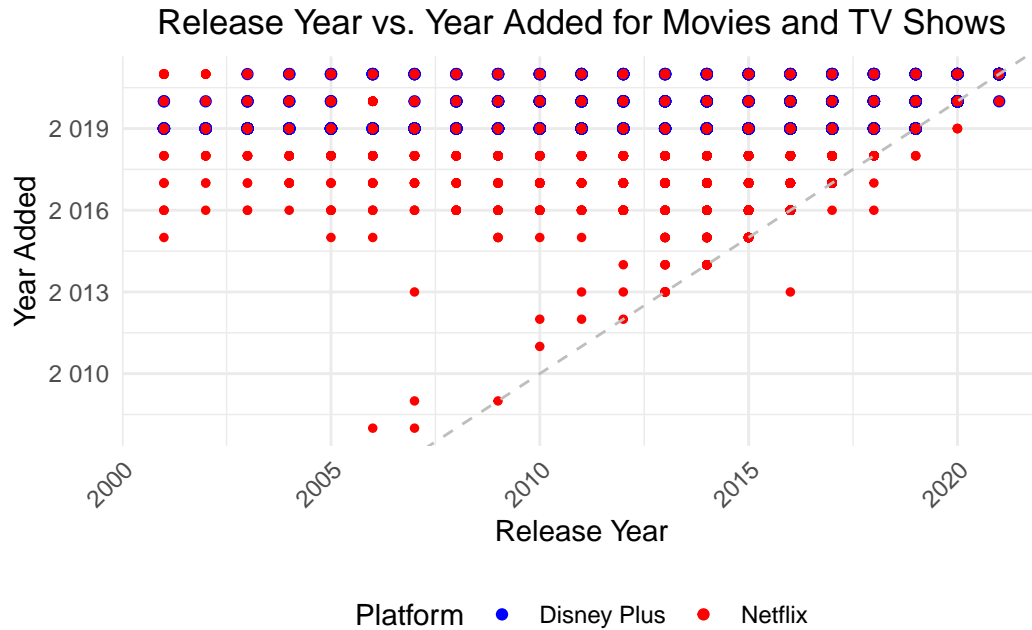 Release Year vs. Year Added for Movies and TV Shows
Year Added
2 019
2 016
2 013
2 010
2000
2005
2010
2015
2020
Release Year
Platform Disney Plus Netflix